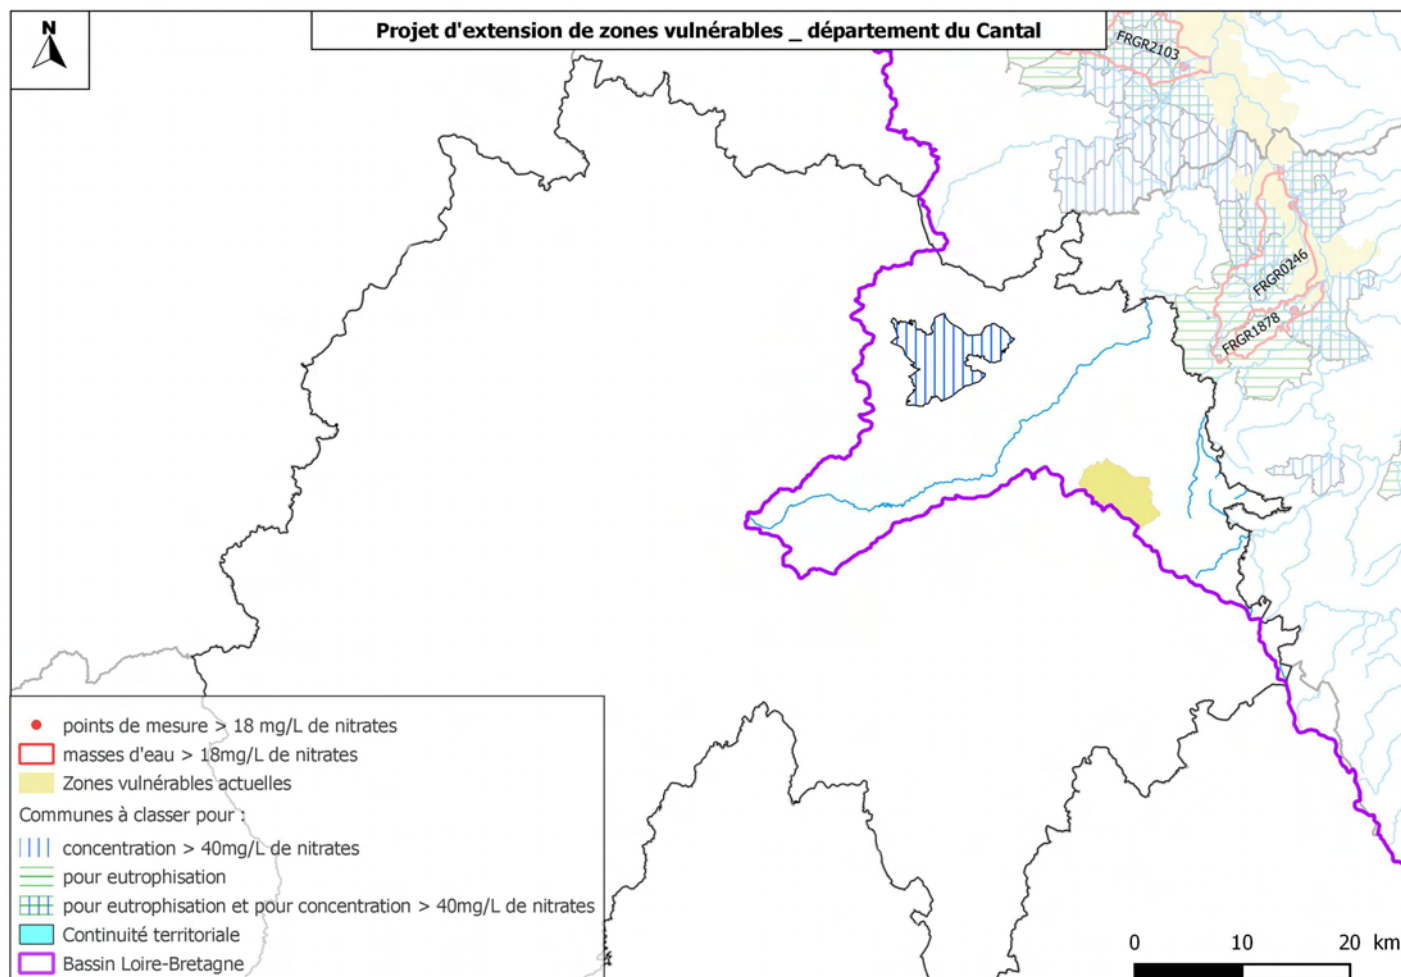 N
Projet d'extension de zones vulnérables _ département du Cantal
FRGR2103
FRGR0246
FRGR1878
points de mesure > 18 mg/L de nitrates
masses d'eau > 18mg/L de nitrates
Zones vulnérables actuelles
Communes à classer pour :
concentration > 40mg/L de nitrates
pour eutrophisation
pour eutrophisation et pour concentration > 40mg/L de nitrates
Continuité territoriale
Bassin Loire-Bretagne
0 10 20 km